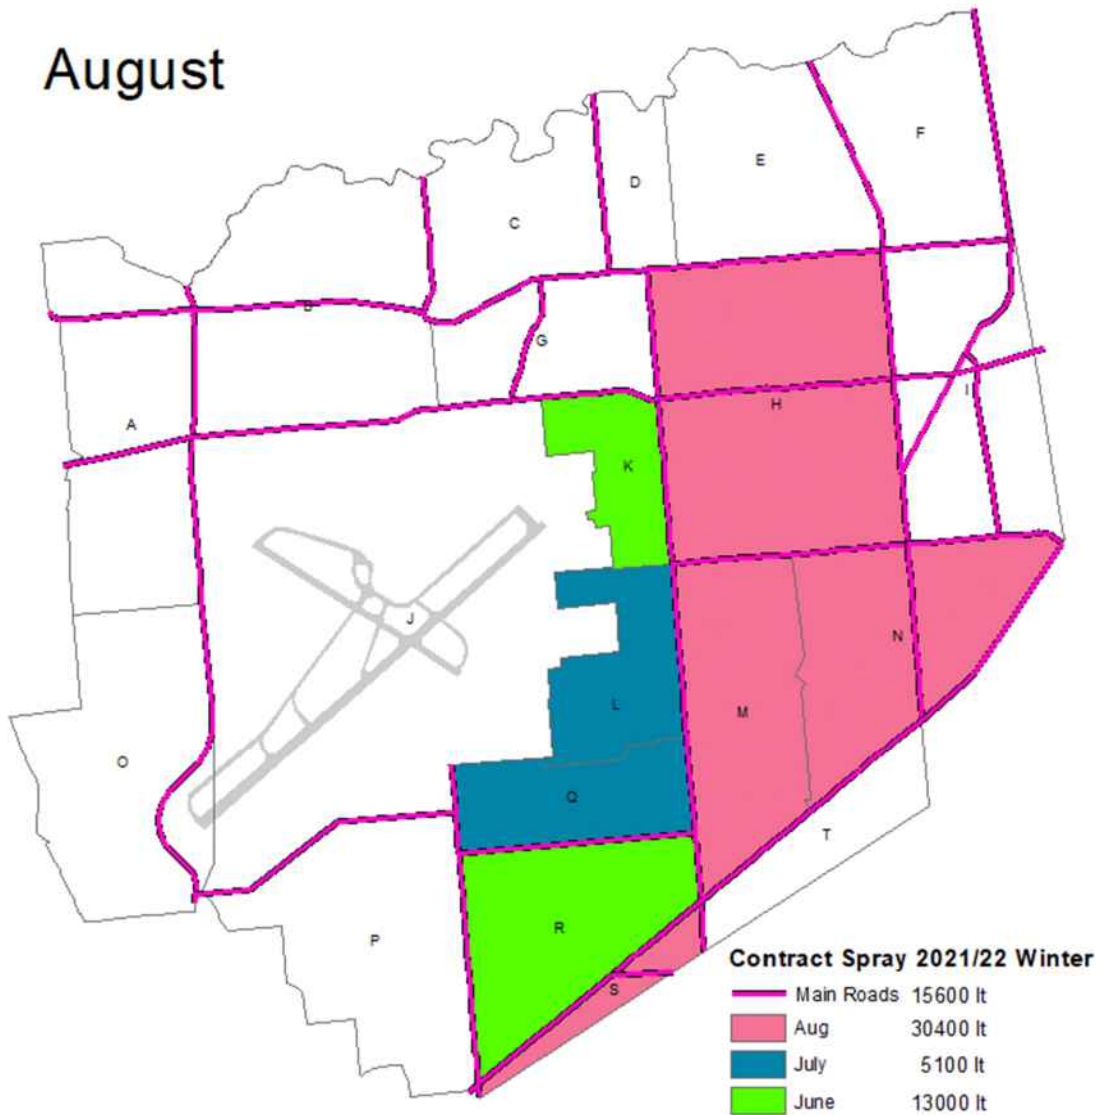 August
F
E
D
C
B
G
A
H
I
K
J
N
L
M
O
Q
T
R
P
S
Contract Spray 2021/22 Winter
Main Roads 15600 lt
Aug 30400 lt
July 5100 lt
June 13000 lt